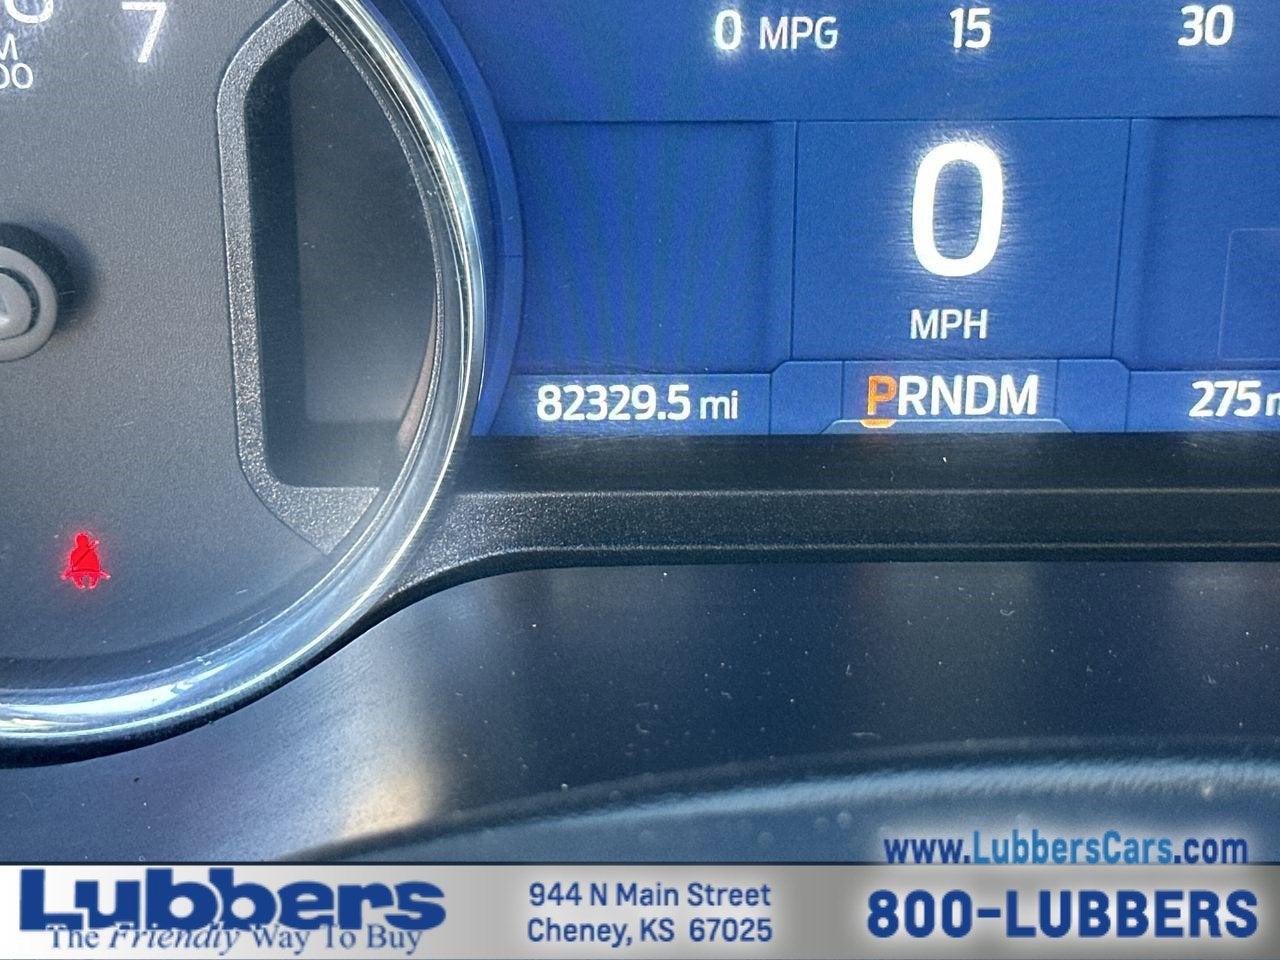 7
00
0 MPG 15 30
0
MPH
82329.5 mi PRNDM 275
www.LubbersCars.com
Lubbers
The Friendly Way To Buy
944 N Main Street
Cheney, KS 67025
800-LUBBERS